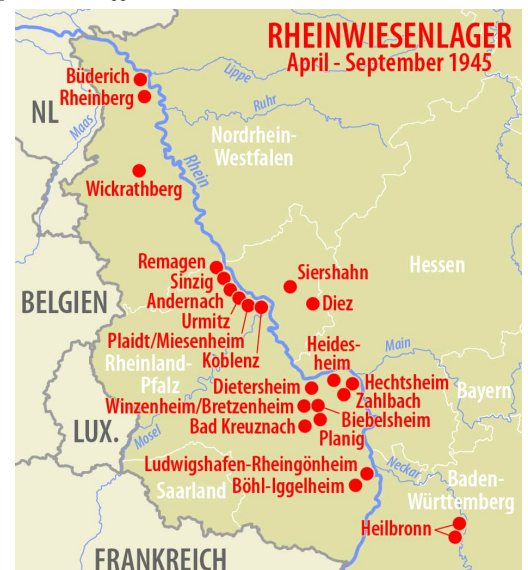 RHEINWIESENLAGER
April - September 1945
Büderich
Rheinberg
Lippe
Ruhr
NL
Maas
Nordrhein-
Westfalen
Rhein
Wickrathberg
Remagen
Sinzig
Andernach
Urmitz
Plaidt/Miesenheim
Koblenz
Siershahn
Diez
Hessen
BELGIEN
Rheinland-
Pfalz
Heides-
heim
Main
Dietersheim
Hechtsheim
Zahlbach
Bayern
Winzenheim/Bretzenheim
Biebelsheim
Bad Kreuznach
Planig
LUX.
Mosel
Ludwigshafen-Rheingönheim
Böhl-Iggelheim
Neckar
Baden-
Württemberg
Saarland
Heilbronn
FRANKREICH